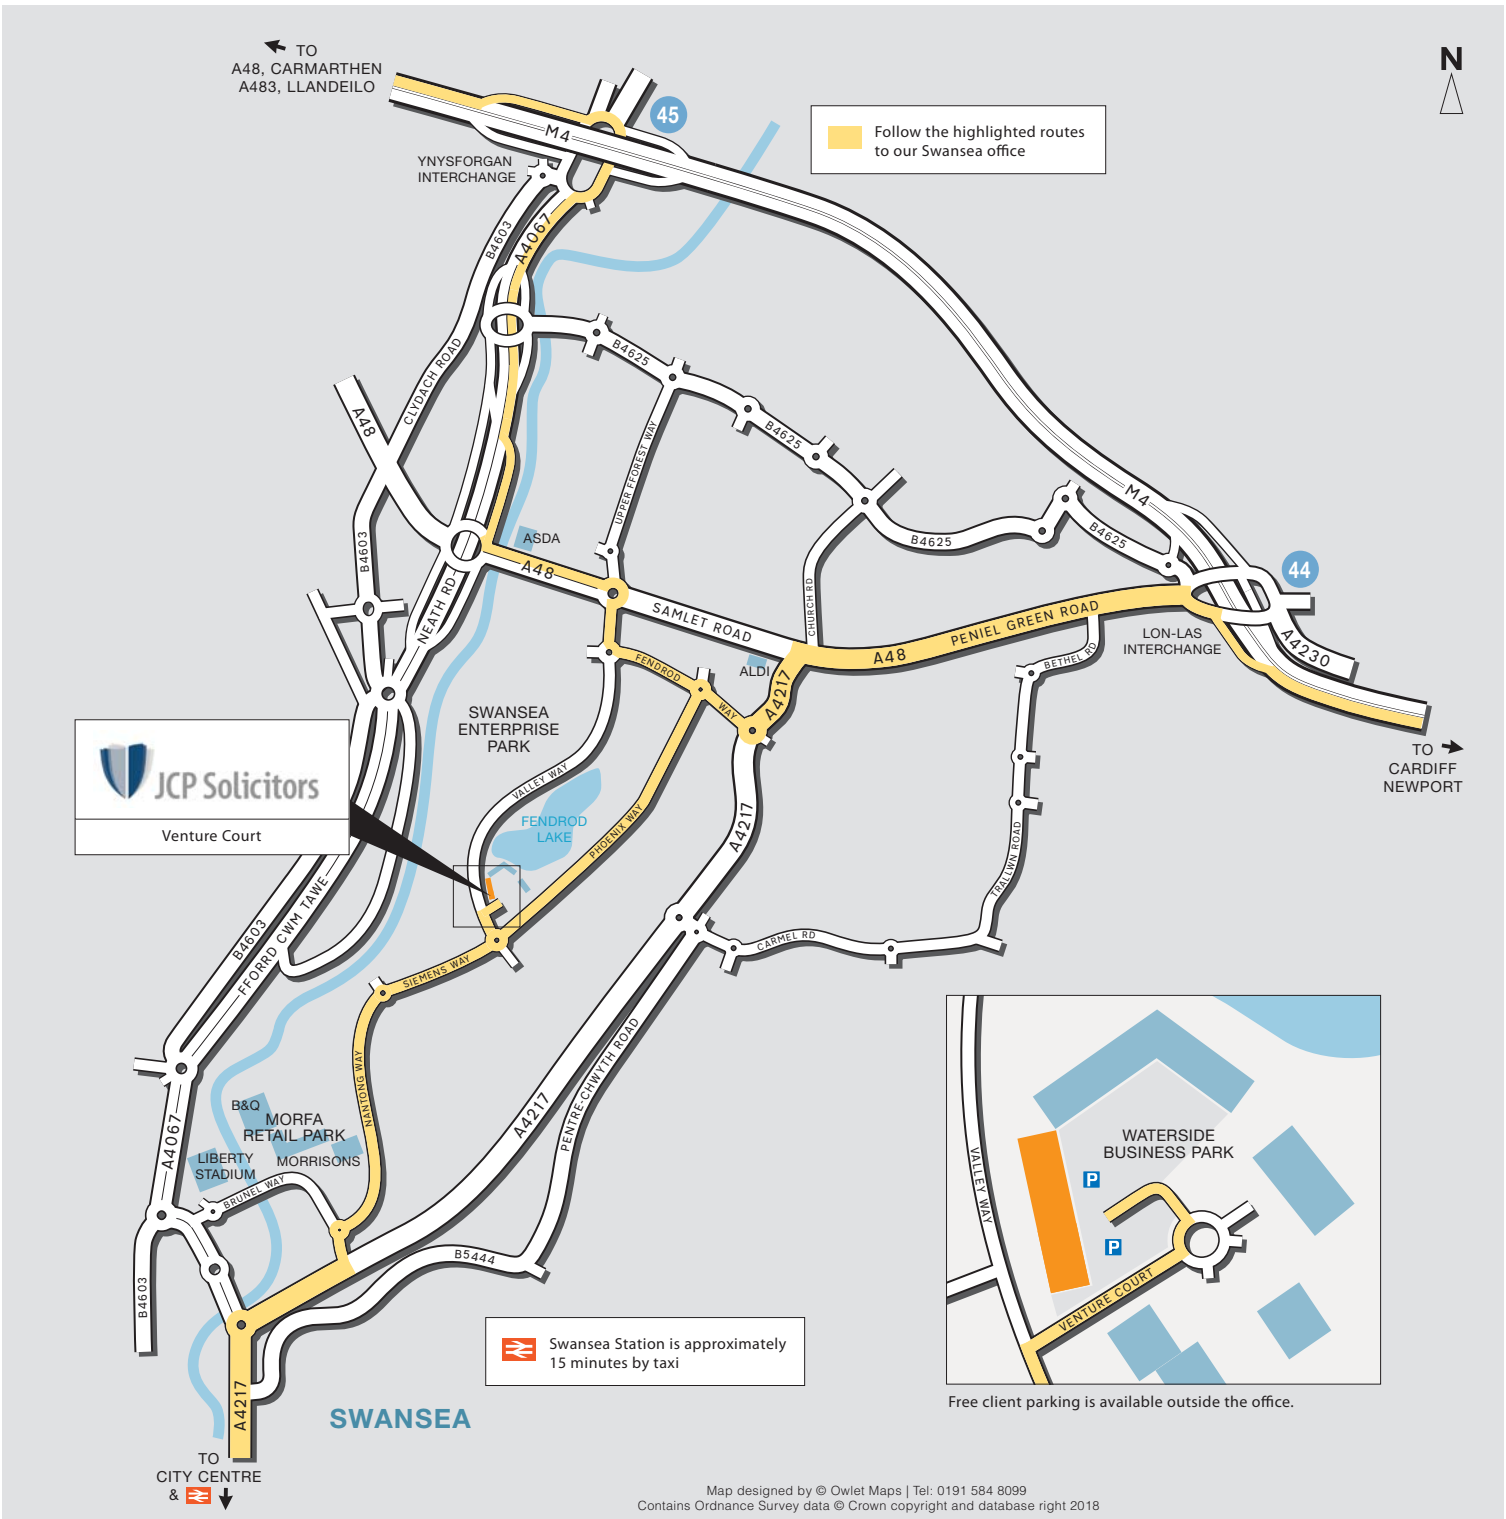 TO
A48, CARMARTHEN
A483, LLANDEILO
N
45
M4
Follow the highlighted routes
to our Swansea office
YNYSFORGAN
INTERCHANGE
B4603
A4067
CLYDACH ROAD
B4625
A48
UPPER FFOREST WAY
B4625
M4
B4625
B4625
ASDA
A48
B4603
NEATH RD
44
SAMLET ROAD
CHURCH RD
PENIEL GREEN ROAD
A48
LON-LAS
INTERCHANGE
A4230
BETHEL RD
FENDROD
WAY
ALDI
A4217
SWANSEA
ENTERPRISE
PARK
TO
CARDIFF
NEWPORT
JCP Solicitors
Venture Court
VALLEY WAY
FENDROD
LAKE
PHOENIX WAY
A4217
TRALLWN ROAD
B4603
FFORRD CWM TAWE
SIEMENS WAY
CARMEL RD
NANTONG WAY
A4217
PENTRE-CHWYTH ROAD
A4067
B&Q
MORFA
RETAIL PARK
LIBERTY
STADIUM
MORRISONS
BRUNEL WAY
B4603
B5444
WATERSIDE
BUSINESS PARK
P
P
VALLEY WAY
VENTURE COURT
Swansea Station is approximately
15 minutes by taxi
Free client parking is available outside the office.
A4217
SWANSEA
TO
CITY CENTRE
&
Map designed by © Owlet Maps | Tel: 0191 584 8099
Contains Ordnance Survey data © Crown copyright and database right 2018